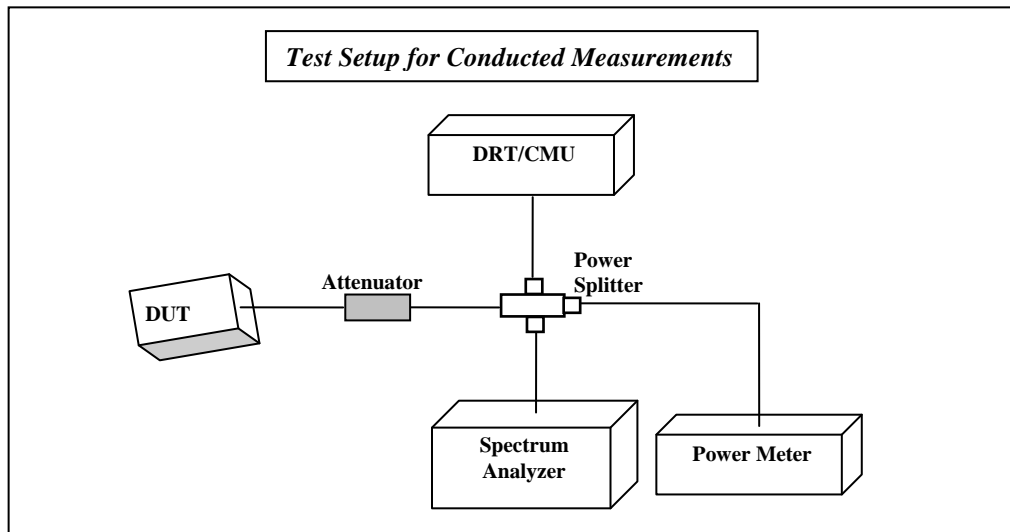 Test Setup for Conducted Measurements
DRT/CMU
Power
Splitter
Attenuator
DUT
Spectrum
Analyzer
Power Meter